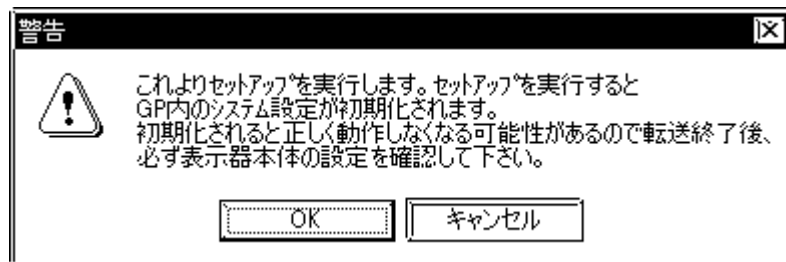 警告
これよりセットアップを実行します。セットアップを実行すると
GP内のシステム設定が初期化されます。
初期化されると正しく動作しなくなる可能性があるので転送終了後、
必ず表示器本体の設定を確認して下さい。
OK
キャンセル